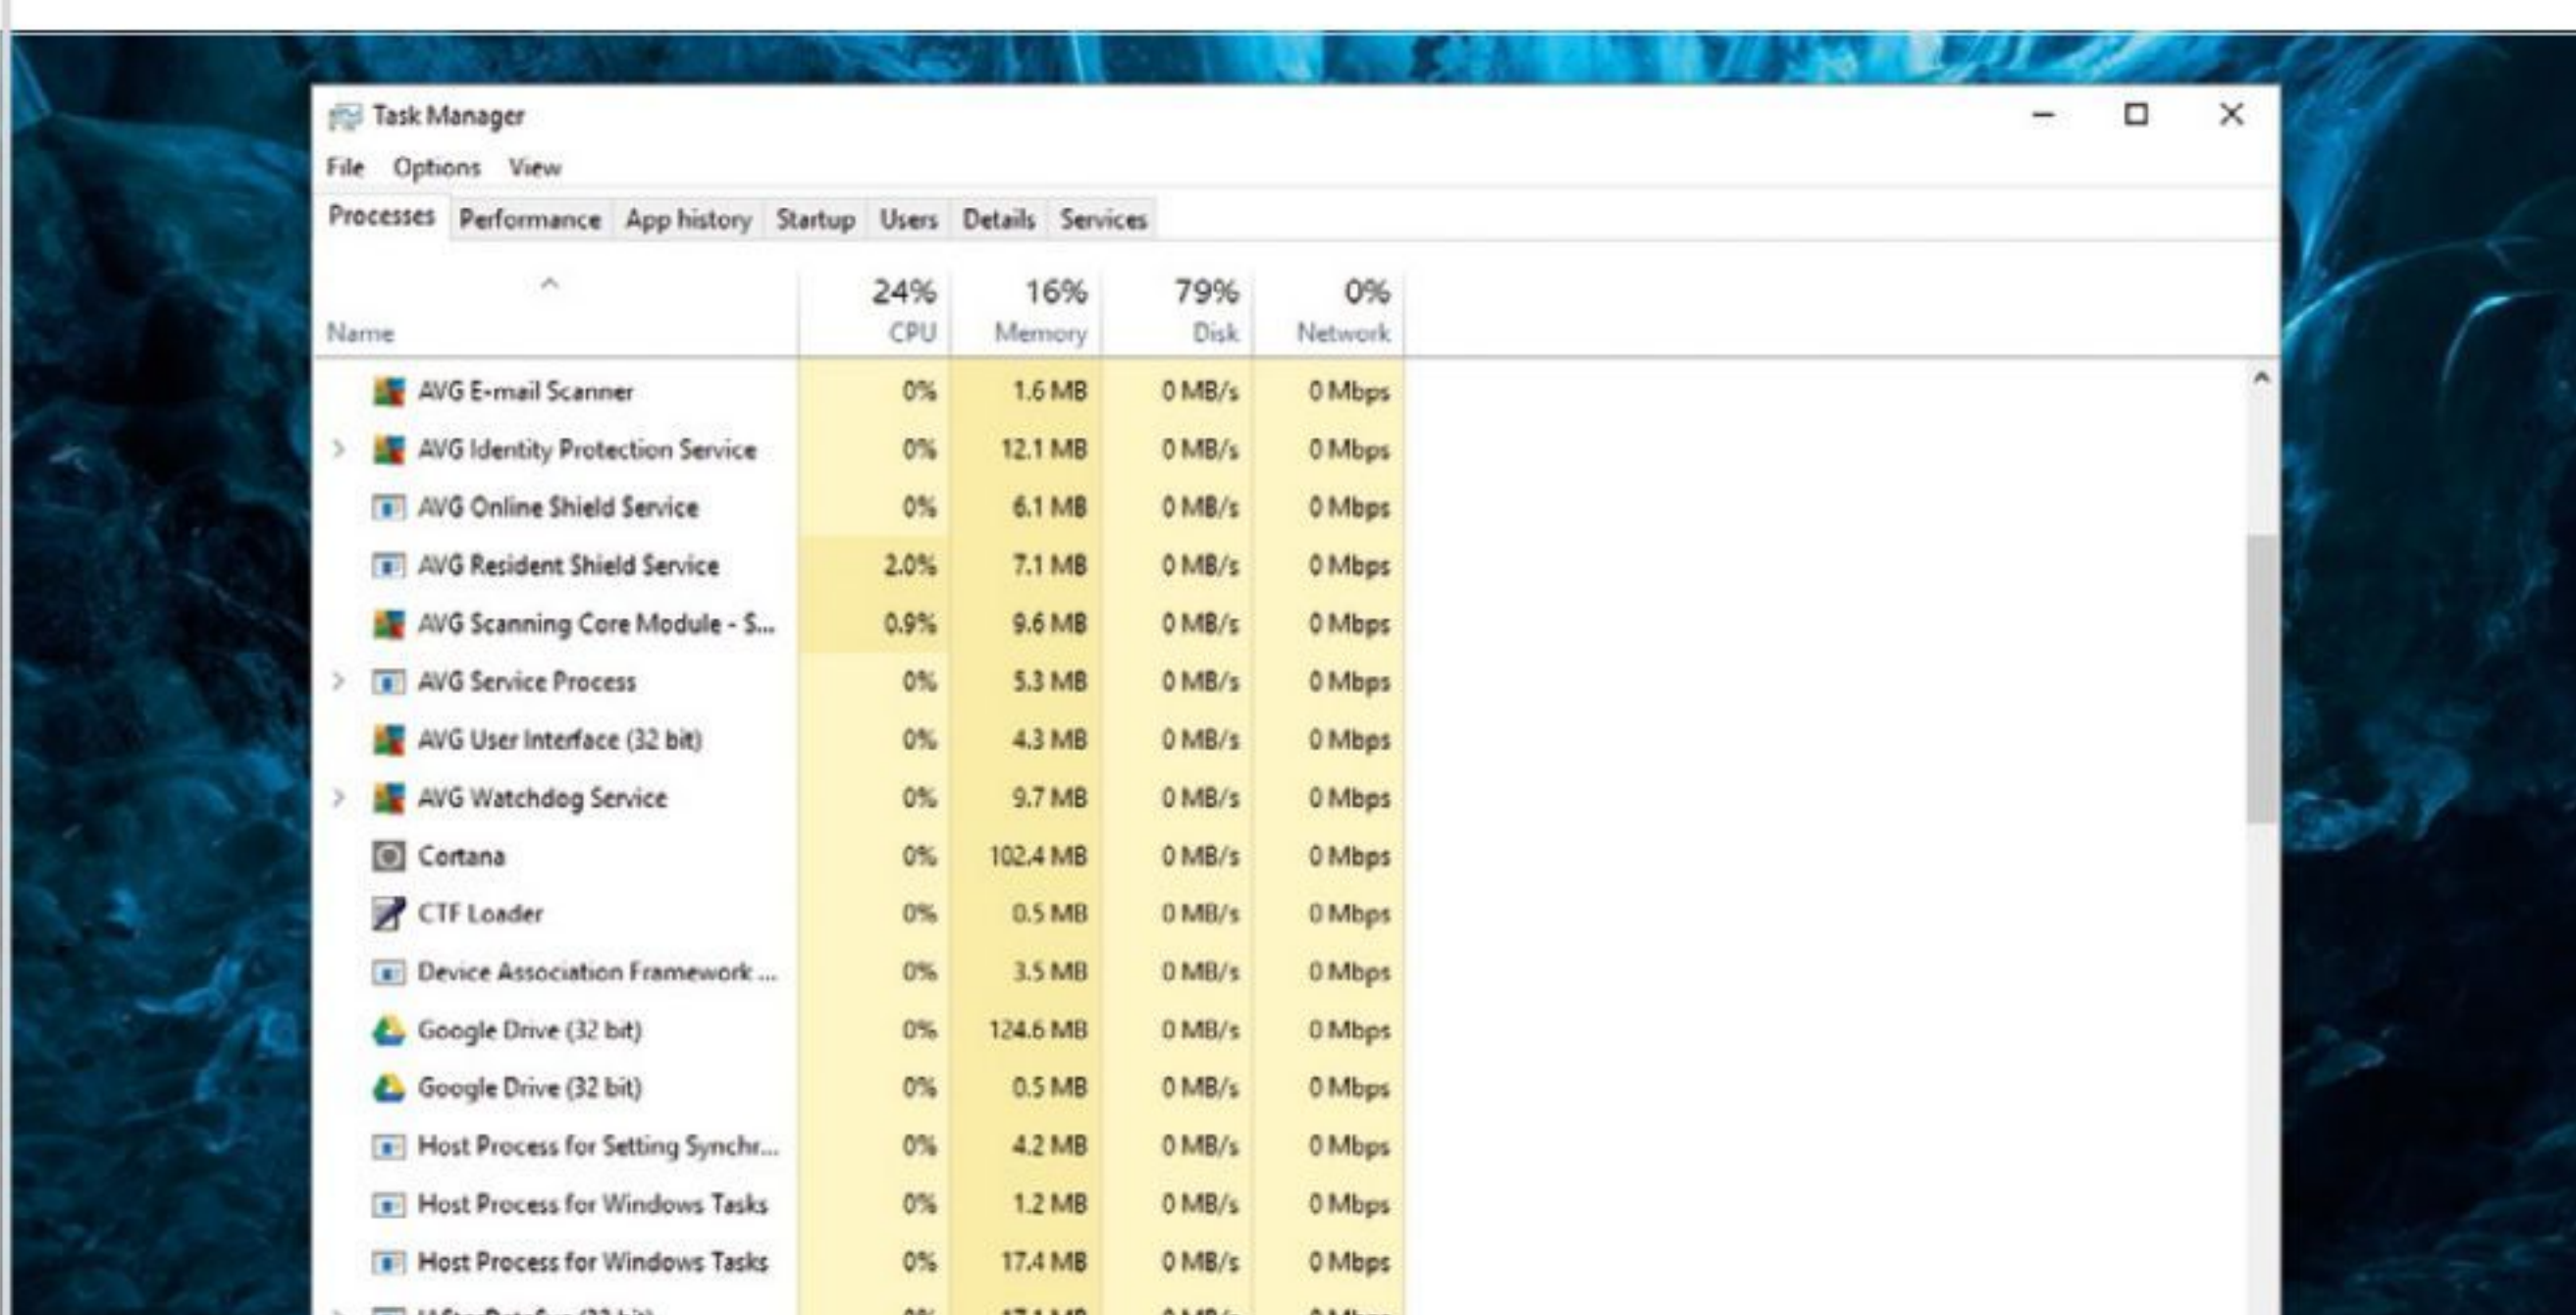 Task Manager
File Options View
Processes Performance App history Startup Users Details Services
24% 16% 79% 0%
Name CPU Memory Disk Network
AVG E-mail Scanner 0% 1.6 MB 0 MB/s 0 Mbps
AVG Identity Protection Service 0% 12.1 MB 0 MB/s 0 Mbps
AVG Online Shield Service 0% 6.1 MB 0 MB/s 0 Mbps
AVG Resident Shield Service 2.0% 7.1 MB 0 MB/s 0 Mbps
AVG Scanning Core Module - S... 0.9% 9.6 MB 0 MB/s 0 Mbps
AVG Service Process 0% 5.3 MB 0 MB/s 0 Mbps
AVG User Interface (32 bit) 0% 4.3 MB 0 MB/s 0 Mbps
AVG Watchdog Service 0% 9.7 MB 0 MB/s 0 Mbps
Cortana 0% 102.4 MB 0 MB/s 0 Mbps
CTF Loader 0% 0.5 MB 0 MB/s 0 Mbps
Device Association Framework ... 0% 3.5 MB 0 MB/s 0 Mbps
Google Drive (32 bit) 0% 124.6 MB 0 MB/s 0 Mbps
Google Drive (32 bit) 0% 0.5 MB 0 MB/s 0 Mbps
Host Process for Setting Synchr... 0% 4.2 MB 0 MB/s 0 Mbps
Host Process for Windows Tasks 0% 1.2 MB 0 MB/s 0 Mbps
Host Process for Windows Tasks 0% 17.4 MB 0 MB/s 0 Mbps